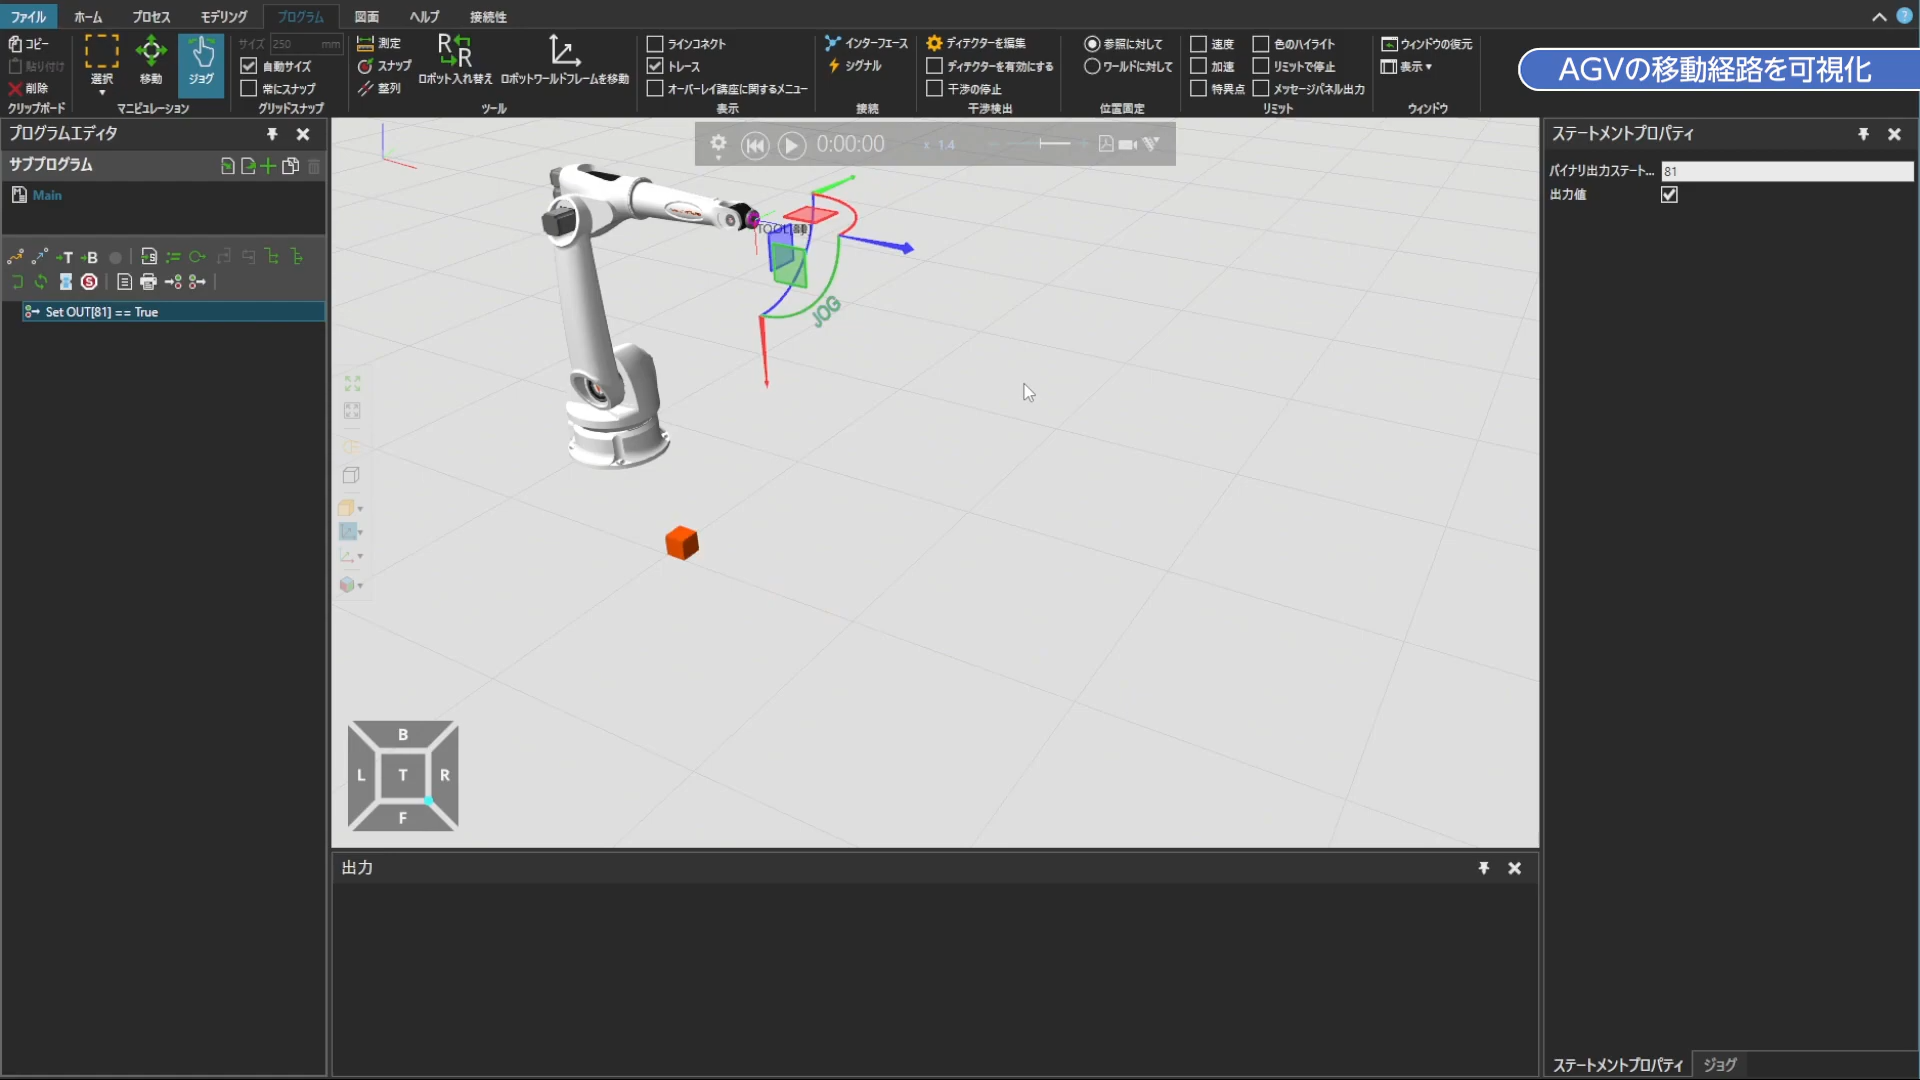 ファイル ホーム プロセス モデリング プログラム 図面 ヘルプ 接続性
コピー
貼り付け
削除
クリップボード
選択 移動 ジョグ
マニピュレーション
サイズ 250 mm
自動サイズ
常にスナップ
グリッドスナップ
測定
スナップ
整列
ロボット入れ替え ロボットワールドフレームを移動
ツール
ラインコネクト
トレース
オーバーレイ講座に関するメニュー
表示
インターフェース
シグナル
接続
ディテクターを編集
ディテクターを有効にする
干渉の停止
干渉検出
参照に対して
ワールドに対して
位置固定
速度 色のハイライト
加速 リミットで停止
特異点 メッセージパネル出力
リミット
ウィンドウの復元
表示
ウィンドウ
AGVの移動経路を可視化
プログラムエディタ
サブプログラム
Main
Set OUT[81] == True
0:00:00
x 1.4
JOG
B
L T R
F
出力
ステートメントプロパティ
バイナリ出力ステート... 81
出力値
ステートメントプロパティ ジョグ